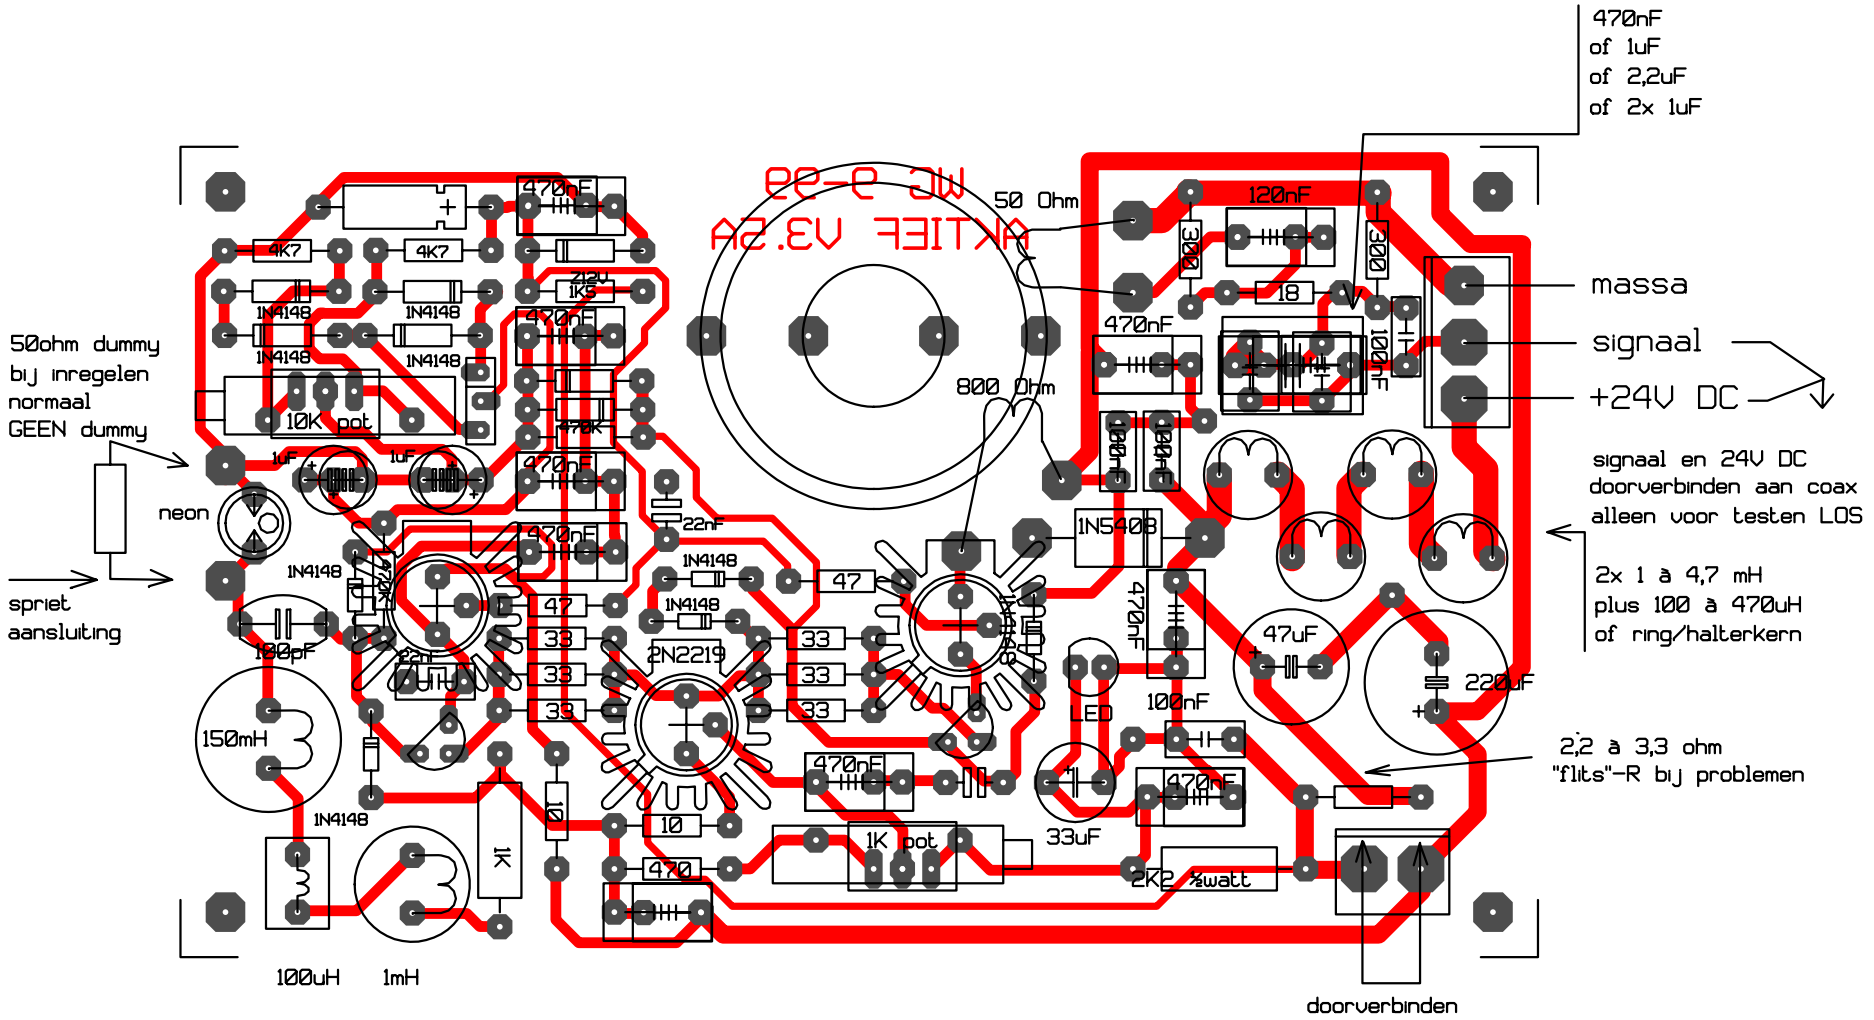 470nF
of 1uF
of 2,2uF
of 2x 1uF
WC 9-99
AKTIEF V3.5A
470nF
50 Ohm
120nF
4K7
4K7
300
300
Z12V
1K5
18
massa
1N4148
1N4148
470nF
470nF
100nF
signaal
50ohm dummy
bij inregelen
normaal
GEEN dummy
1N4148
1N4148
800 Ohm
+24V DC
10K pot
470K
1uF
1uF
470nF
100nF
100nF
signaal en 24V DC
doorverbinden aan coax
alleen voor testen LOS
neon
22nF
1N5408
470nF
1N4148
470K
1N4148
47
2x 1 à 4,7 mH
plus 100 à 470uH
of ring/halterkern
spriet
aansluiting
47
1N4148
1N4148
470nF
100pF
33
2N2219
33
47uF
22nF
33
33
220uF
33
33
LED
100nF
150mH
470nF
470nF
2,2 à 3,3 ohm
"flits"-R bij problemen
1N4148
10
10
33uF
1K
1K pot
470
2K2 ½watt
100uH
1mH
doorverbinden